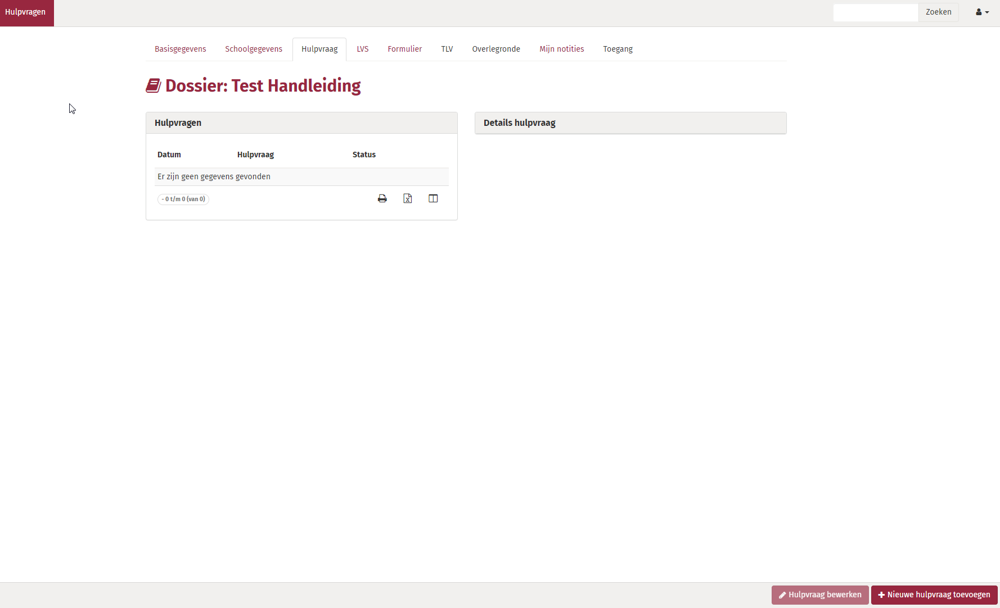 Hulpvragen
Zoeken
Basisgegevens Schoolgegevens Hulpvraag LVS Formulier TLV Overlegronde Mijn notities Toegang
Dossier: Test Handleiding
Hulpvragen
Datum Hulpvraag Status
Er zijn geen gegevens gevonden
- 0 t/m 0 (van 0)
Details hulpvraag
Hulpvraag bewerken Nieuwe hulpvraag toevoegen